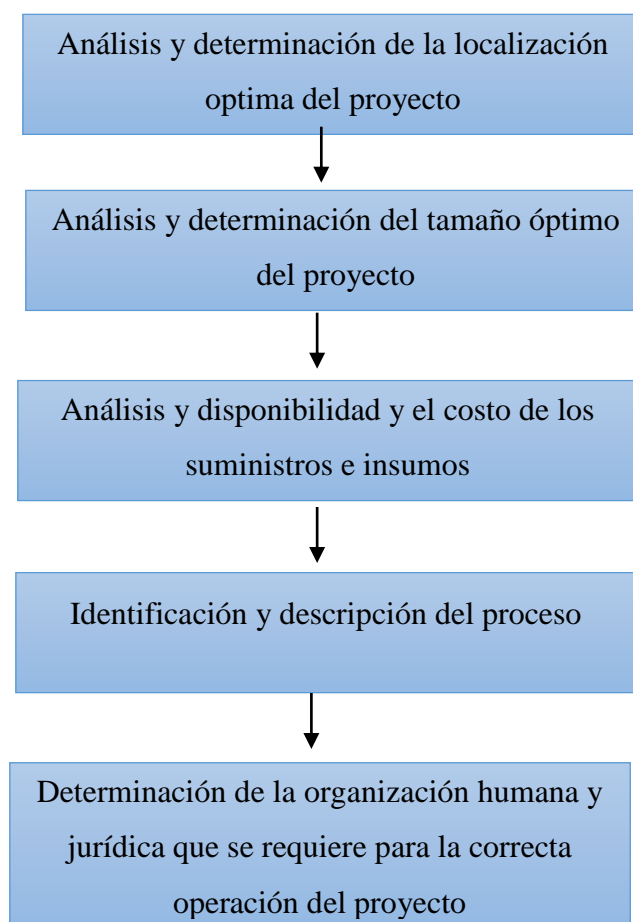 Análisis y determinación de la localización
optima del proyecto
Análisis y determinación del tamaño óptimo
del proyecto
Análisis y disponibilidad y el costo de los
suministros e insumos
Identificación y descripción del proceso
Determinación de la organización humana y
jurídica que se requiere para la correcta
operación del proyecto